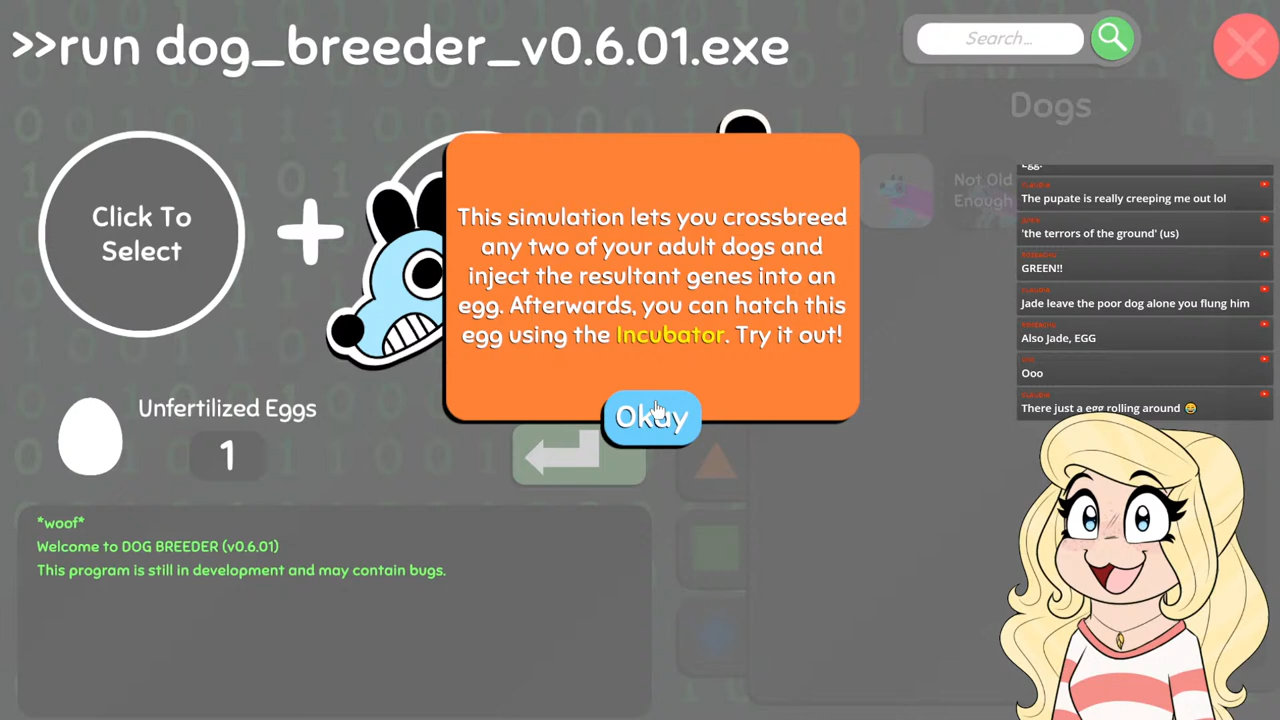 >>run dog_breeder_v0.6.01.exe
Search...
Dogs
Click To
Select
This simulation lets you crossbreed
any two of your adult dogs and
inject the resultant genes into an
egg. Afterwards, you can hatch this
egg using the Incubator. Try it out!
Okay
Not Old
Enough
The pupate is really creeping me out lol
'the terrors of the ground' (us)
GREEN!!
Jade leave the poor dog alone you flung him
Also Jade, EGG
Ooo
There just a egg rolling around 😂
Unfertilized Eggs
1
*woof*
Welcome to DOG BREEDER (v0.6.01)
This program is still in development and may contain bugs.